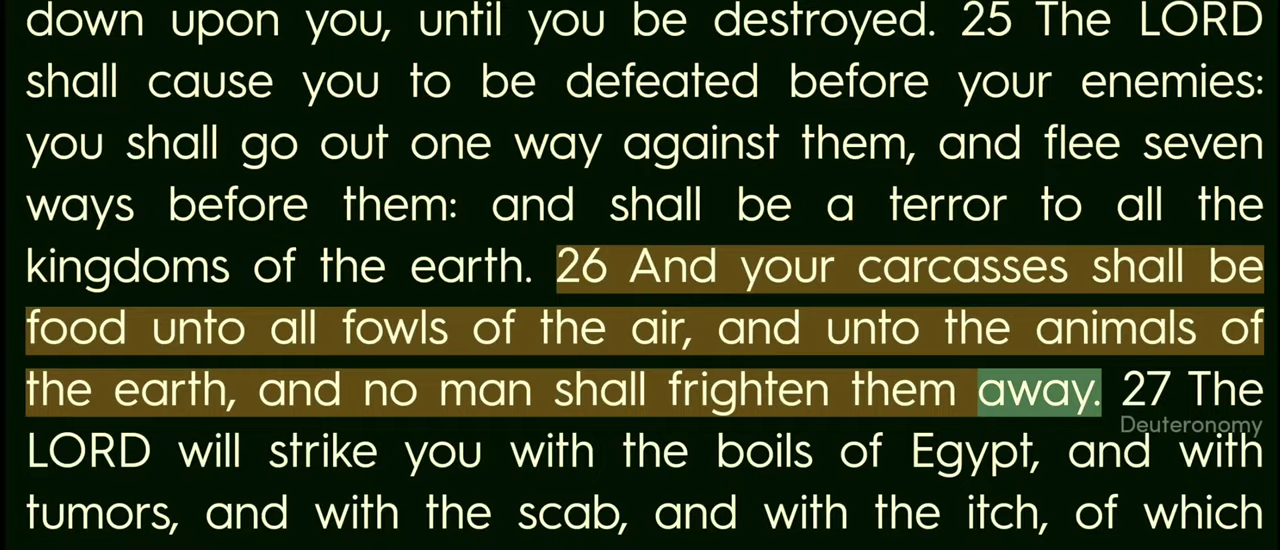 down upon you, until you be destroyed. 25 The LORD
shall cause you to be defeated before your enemies:
you shall go out one way against them, and flee seven
ways before them: and shall be a terror to all the
kingdoms of the earth. 26 And your carcasses shall be
food unto all fowls of the air, and unto the animals of
the earth, and no man shall frighten them away. 27 The
Deuteronomy
LORD will strike you with the boils of Egypt, and with
tumors, and with the scab, and with the itch, of which